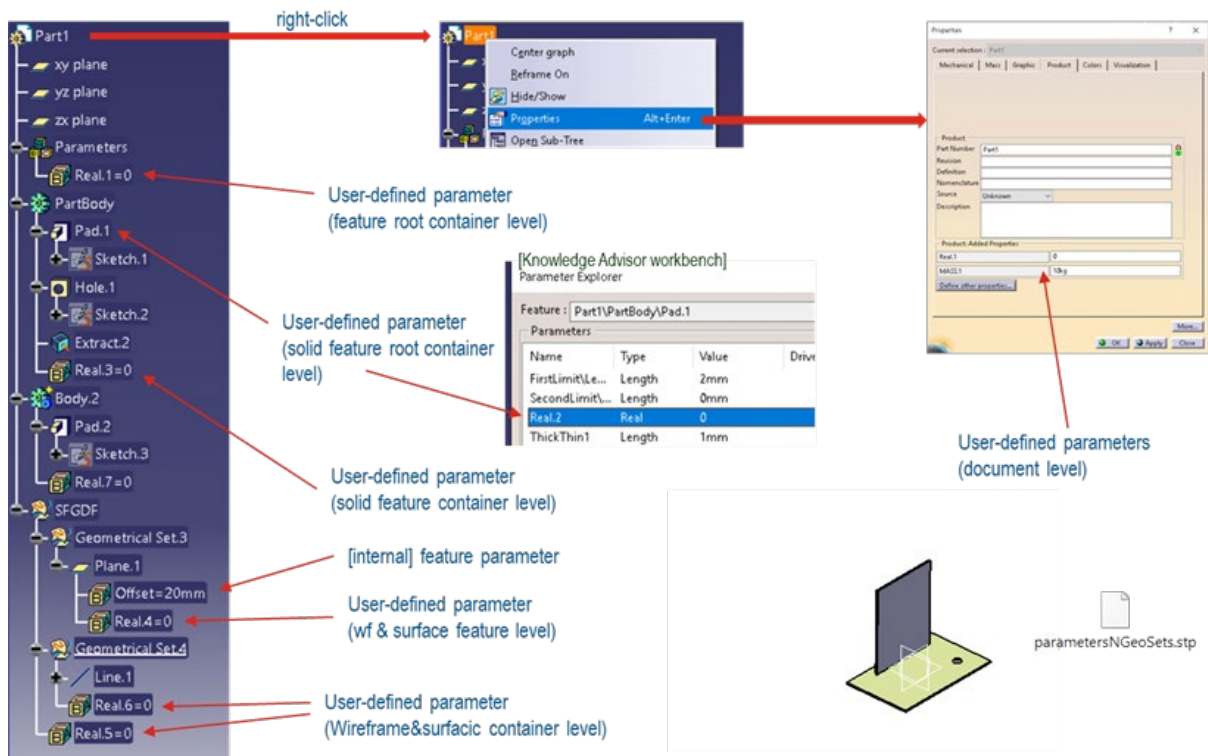 Part1
xy plane
yz plane
zx plane
Parameters
Real.1=0
PartBody
Pad.1
Sketch.1
Hole.1
Sketch.2
Extract.2
Real.3=0
Body.2
Pad.2
Sketch.3
Real.7=0
SFGDF
Geometrical Set.3
Plane.1
Offset=20mm
Real.4=0
Geometrical Set.4
Line.1
Real.6=0
Real.5=0
right-click
Part1
Center graph
Reframe On
Hide/Show
Properties Alt+Enter
Open Sub-Tree
User-defined parameter
(feature root container level)
User-defined parameter
(solid feature root container
level)
User-defined parameter
(solid feature container level)
[internal] feature parameter
User-defined parameter
(wf & surface feature level)
User-defined parameter
(Wireframe&surfacic container level)
[Knowledge Advisor workbench]
Parameter Explorer
Feature : Part1\PartBody\Pad.1
Parameters
Name Type Value Drive
FirstLimit\Le... Length 2mm
SecondLimit\,... Length 0mm
Real.2 Real 0
ThickThin1 Length 1mm
Properties ? ×
Current selection : Part1
Mechanical Mass Graphic Product Colors Visualization
Product
Part Number Part1
Revision
Definition
Nomenclature
Source Unknown
Description
Product: Added Properties
Real.1 0
MASS.1 10kg
Define other properties...
More...
OK Apply Close
User-defined parameters
(document level)
parametersNGeoSets.stp